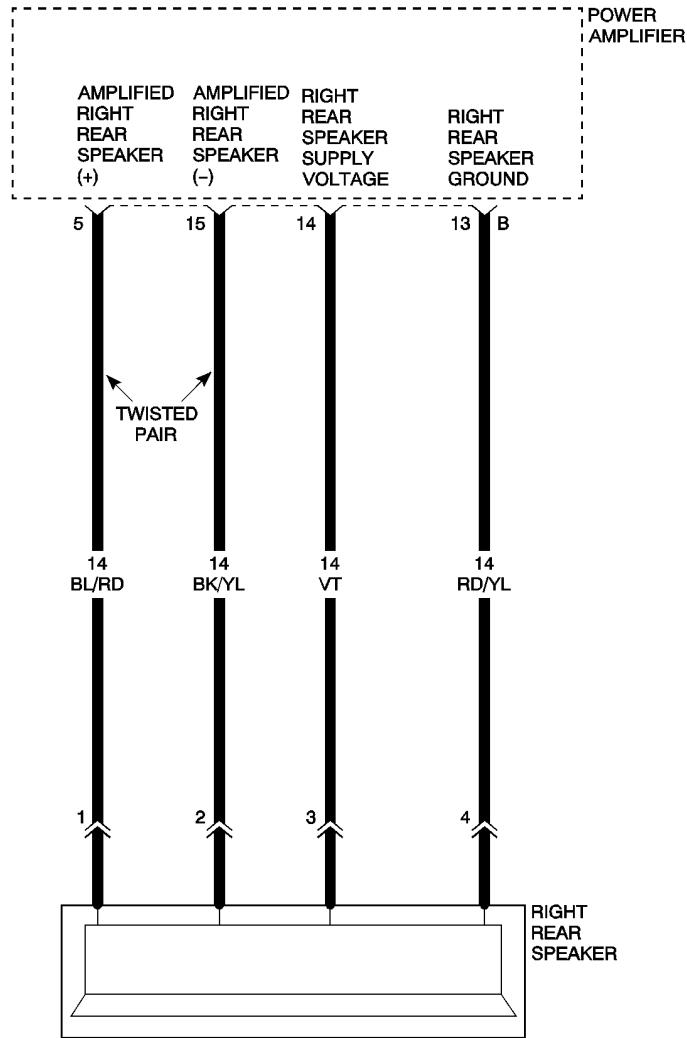 POWER
AMPLIFIER
AMPLIFIED
RIGHT
REAR
SPEAKER
(+)
AMPLIFIED
RIGHT
REAR
SPEAKER
(–)
RIGHT
REAR
SPEAKER
SUPPLY
VOLTAGE
RIGHT
REAR
SPEAKER
GROUND
5
15
14
13
B
TWISTED
PAIR
14
BL/RD
14
BK/YL
14
VT
14
RD/YL
1
2
3
4
RIGHT
REAR
SPEAKER